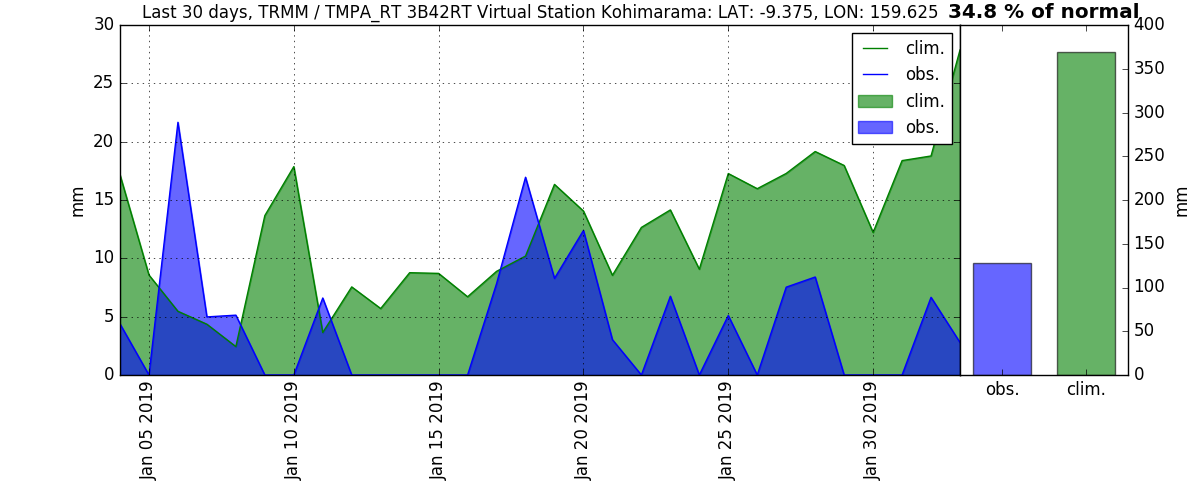 Last 30 days, TRMM / TMPA_RT 3B42RT Virtual Station Kohimarama: LAT: -9.375, LON: 159.625
34.8 % of normal
30
25
20
15
10
5
0
mm
clim.
obs.
clim.
obs.
Jan 05 2019
Jan 10 2019
Jan 15 2019
Jan 20 2019
Jan 25 2019
Jan 30 2019
400
350
300
250
200
150
100
50
0
mm
obs.
clim.